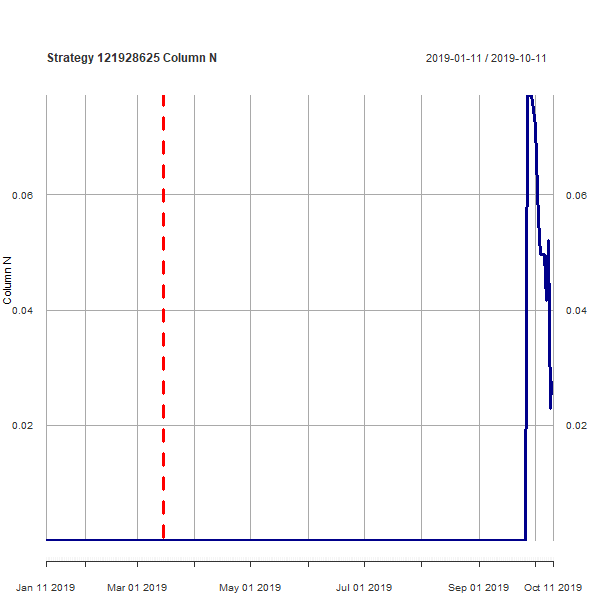 Strategy 121928625 Column N
2019-01-11 / 2019-10-11
0.06
0.06
Column N
0.04
0.04
0.02
0.02
Jan 11 2019
Mar 01 2019
May 01 2019
Jul 01 2019
Sep 01 2019
Oct 11 2019